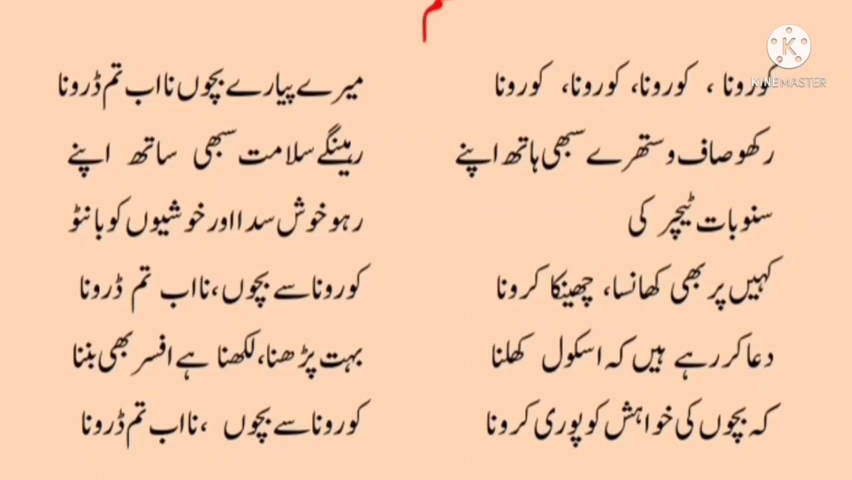 KINEMASTER
کورونا ، کورونا، کورونا، کورونا میرے پیارے بچوں نا اب تم ڈرونا
رکھو صاف و ستھرے سبھی ہاتھ اپنے رہینگے سلامت سبھی ساتھ اپنے
سنو بات ٹیچر کی رہو خوش سدا اور خوشیوں کو بانٹو
کہیں پر بھی کھانسا، چھینکا کرونا کورونا سے بچوں، نا اب تم ڈرونا
دعا کر رہے ہیں کہ اسکول کھلنا بہت پڑھنا، لکھنا ہے افسر بھی بننا
کہ بچوں کی خواہش کو پوری کرونا کورونا سے بچوں ، نا اب تم ڈرونا